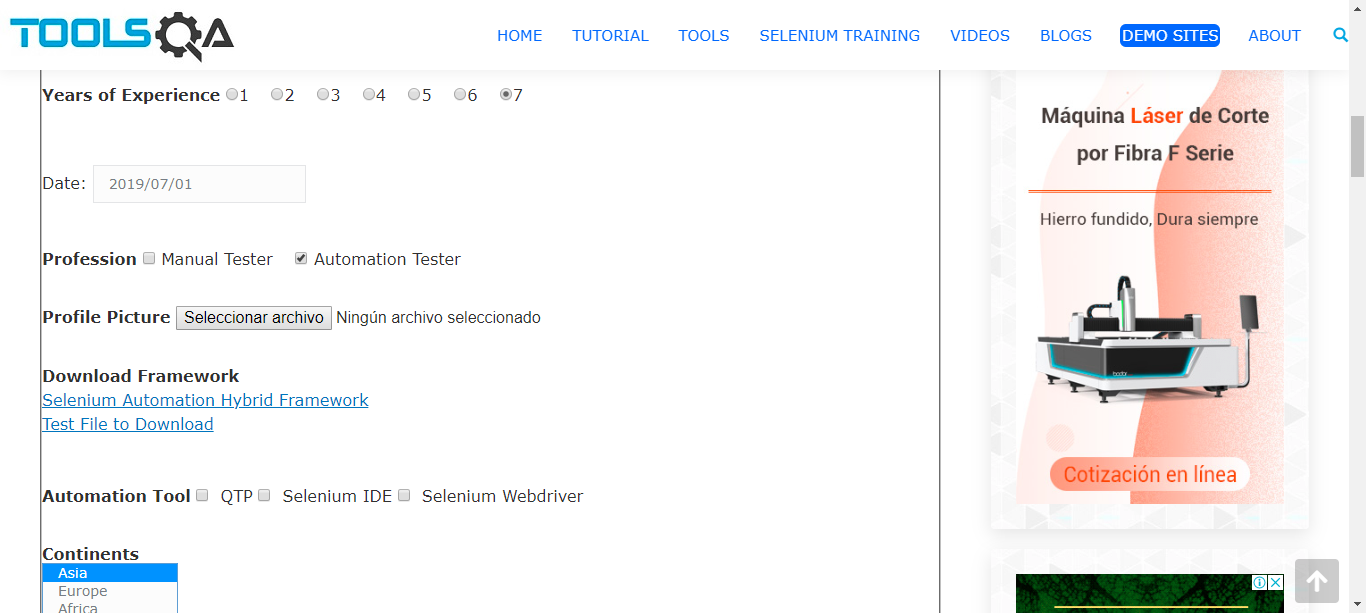 TOOLSQA
HOME TUTORIAL TOOLS SELENIUM TRAINING VIDEOS BLOGS DEMO SITES ABOUT
Years of Experience 1 2 3 4 5 6 7
Date: 2019/07/01
Profession Manual Tester Automation Tester
Profile Picture Seleccionar archivo Ningún archivo seleccionado
Download Framework
Selenium Automation Hybrid Framework
Test File to Download
Automation Tool QTP Selenium IDE Selenium Webdriver
Continents
Asia
Europe
Africa
Máquina Láser de Corte
por Fibra F Serie
Hierro fundido, Dura siempre
bodor
Cotización en línea